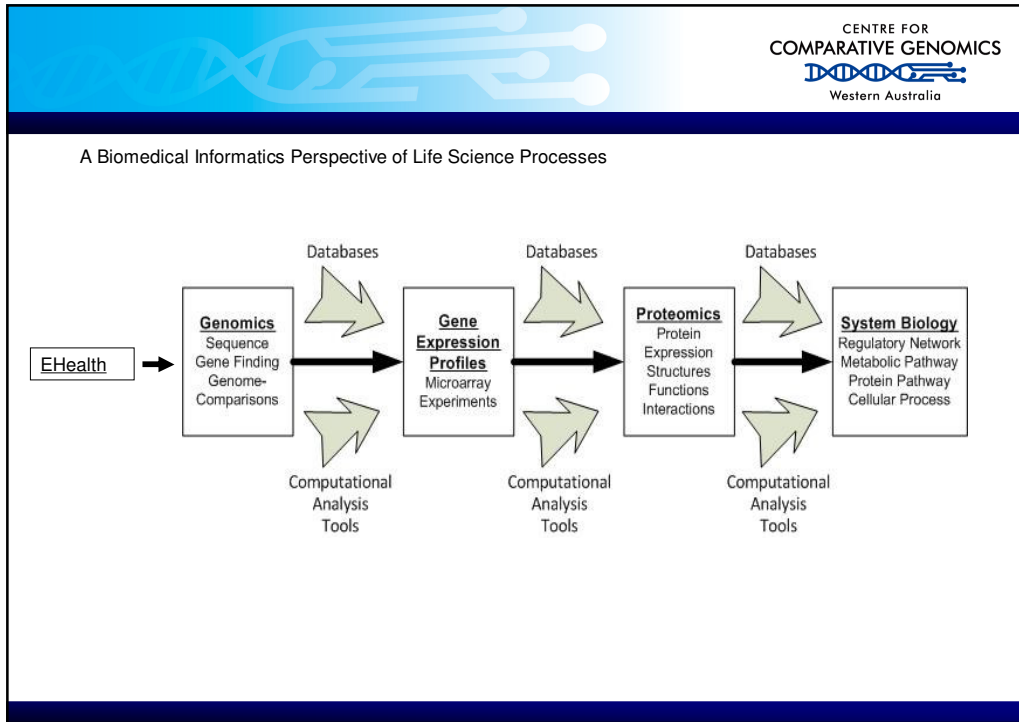 CENTRE FOR
COMPARATIVE GENOMICS
Western Australia
A Biomedical Informatics Perspective of Life Science Processes
EHealth
Genomics
Sequence
Gene Finding
Genome-
Comparisons
Databases
Computational
Analysis
Tools
Gene
Expression
Profiles
Microarray
Experiments
Databases
Computational
Analysis
Tools
Proteomics
Protein
Expression
Structures
Functions
Interactions
Databases
Computational
Analysis
Tools
System Biology
Regulatory Network
Metabolic Pathway
Protein Pathway
Cellular Process